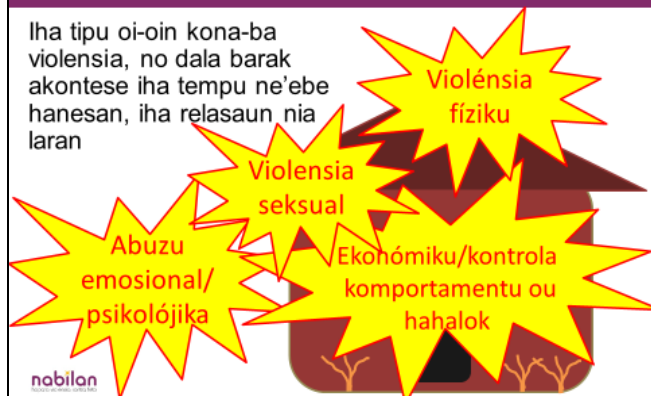 Iha tipu oi-oin kona-ba
violensia, no dala barak
akontese iha tempu ne'ebe
hanesan, iha relasaun nia
laran
Violénsia
fíziku
Violensia
seksual
Abuzu
emosional/
psikolójika
Ekonómiku/kontrola
komportamentu ou
hahalok
nabilan